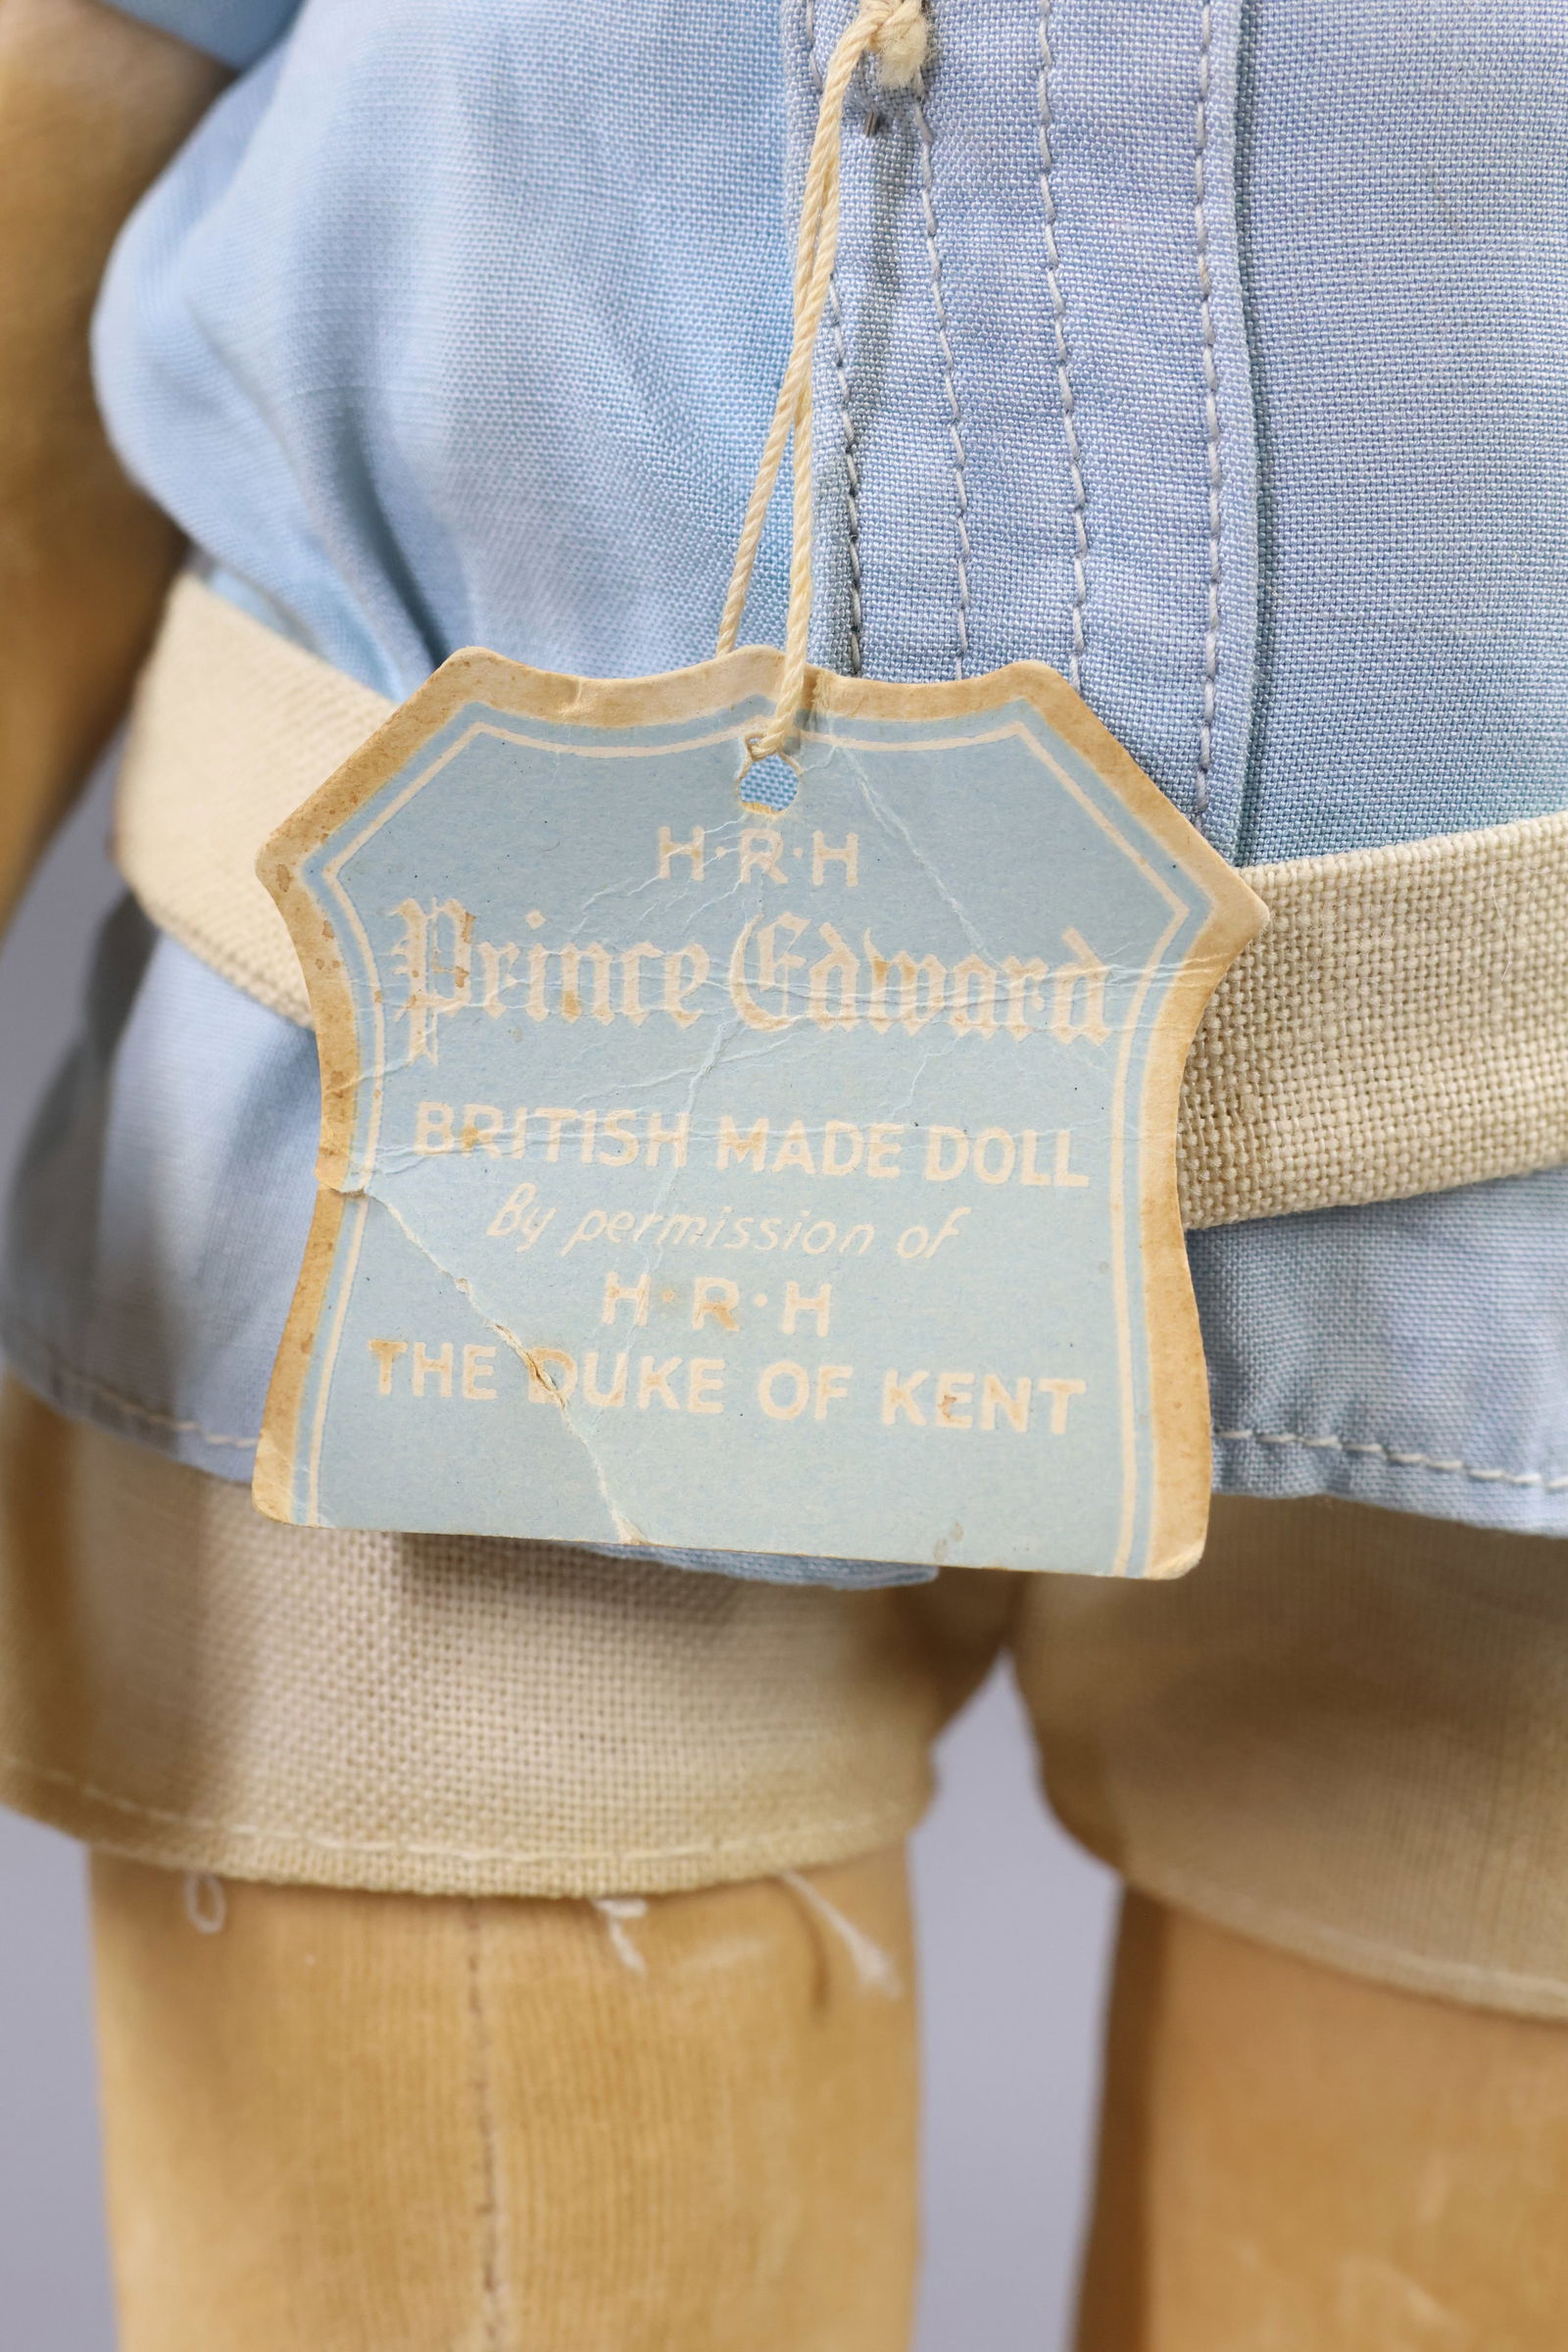 H·R·H
Prince Edward
BRITISH MADE DOLL
By permission of
H·R·H
THE DUKE OF KENT